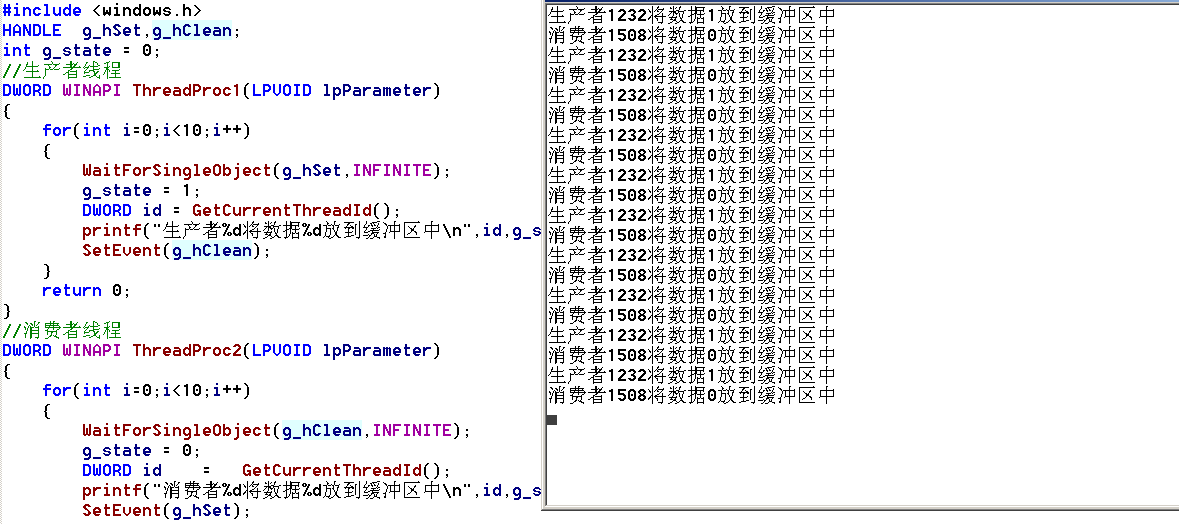 #include <windows.h>
HANDLE  g_hSet,g_hClean;
int g_state = 0;
//生产者线程
DWORD WINAPI ThreadProc1(LPVOID lpParameter)
{
    for(int i=0;i<10;i++)
    {
        WaitForSingleObject(g_hSet,INFINITE);
        g_state = 1;
        DWORD id = GetCurrentThreadId();
        printf("生产者%d将数据%d放到缓冲区中\n",id,g_s
        SetEvent(g_hClean);
    }
    return 0;
}
//消费者线程
DWORD WINAPI ThreadProc2(LPVOID lpParameter)
{
    for(int i=0;i<10;i++)
    {
        WaitForSingleObject(g_hClean,INFINITE);
        g_state = 0;
        DWORD id    =   GetCurrentThreadId();
        printf("消费者%d将数据%d放到缓冲区中\n",id,g_s
        SetEvent(g_hSet);
生产者1232将数据1放到缓冲区中
消费者1508将数据0放到缓冲区中
生产者1232将数据1放到缓冲区中
消费者1508将数据0放到缓冲区中
生产者1232将数据1放到缓冲区中
消费者1508将数据0放到缓冲区中
生产者1232将数据1放到缓冲区中
消费者1508将数据0放到缓冲区中
生产者1232将数据1放到缓冲区中
消费者1508将数据0放到缓冲区中
生产者1232将数据1放到缓冲区中
消费者1508将数据0放到缓冲区中
生产者1232将数据1放到缓冲区中
消费者1508将数据0放到缓冲区中
生产者1232将数据1放到缓冲区中
消费者1508将数据0放到缓冲区中
生产者1232将数据1放到缓冲区中
消费者1508将数据0放到缓冲区中
生产者1232将数据1放到缓冲区中
消费者1508将数据0放到缓冲区中